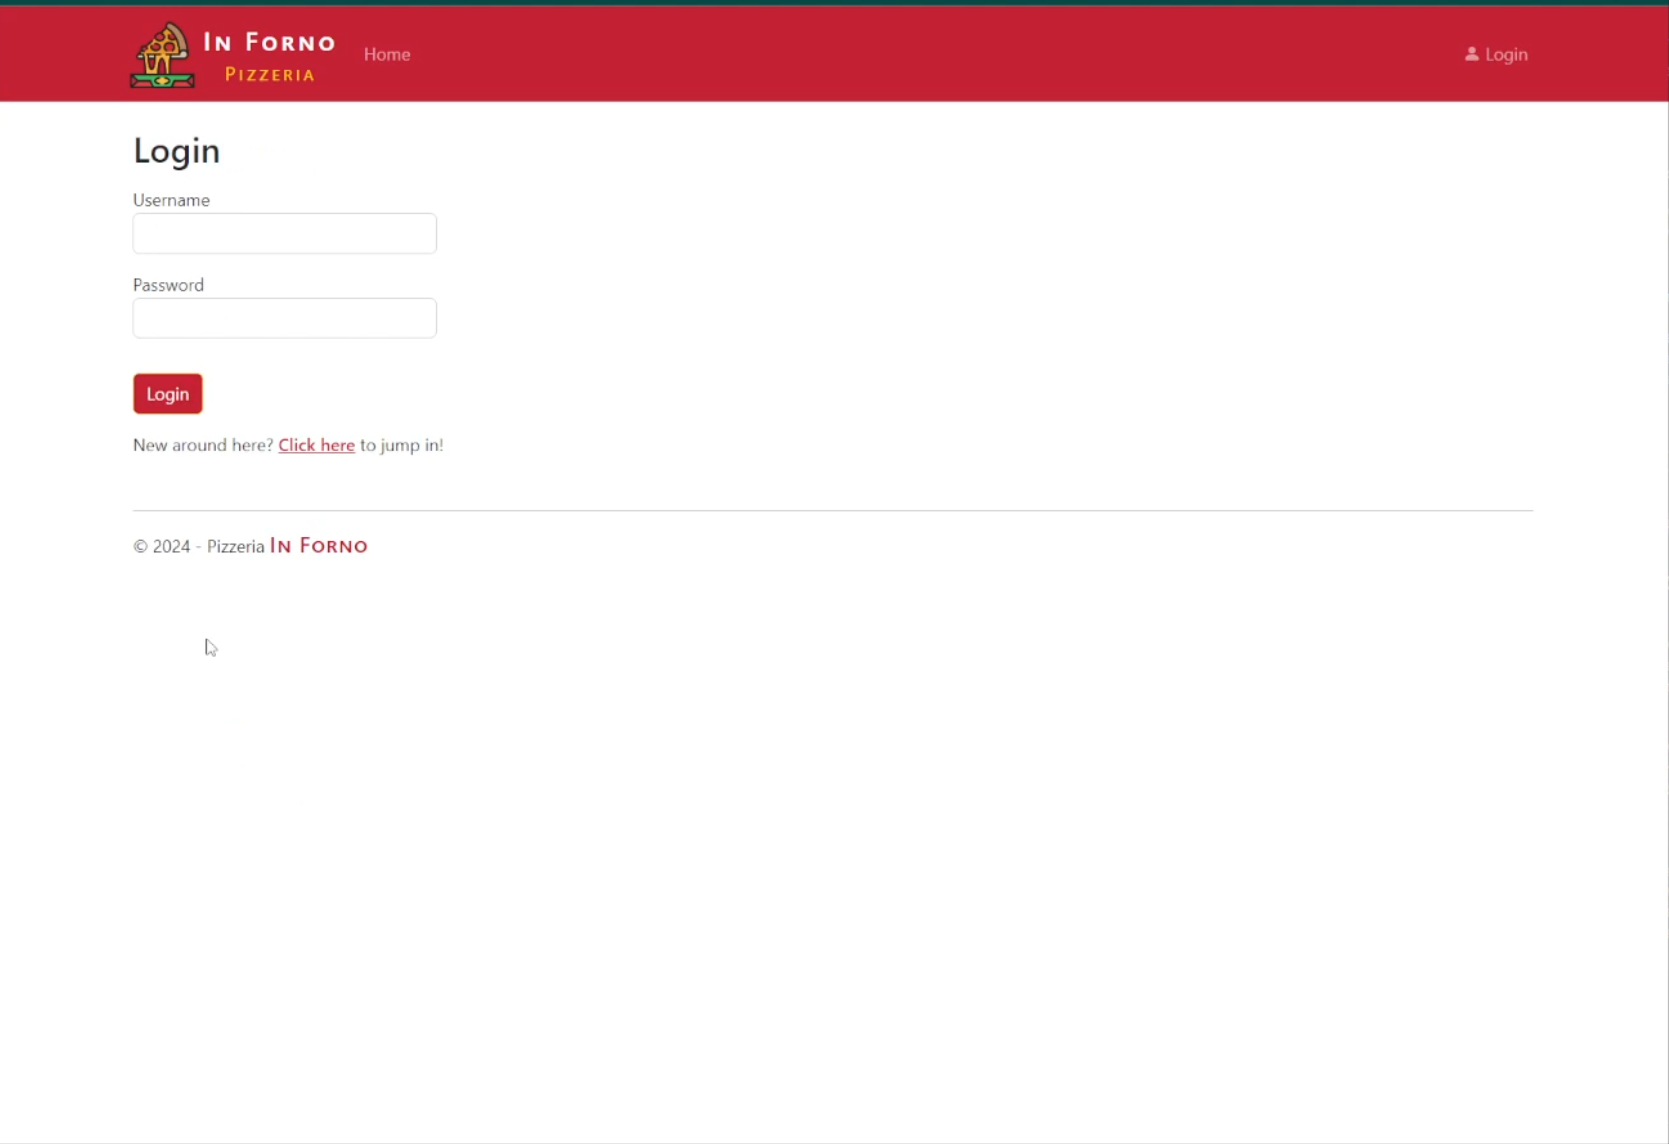 In Forno
Pizzeria
Home
Login
Login
Username
Password
Login
New around here? Click here to jump in!
© 2024 - Pizzeria In Forno